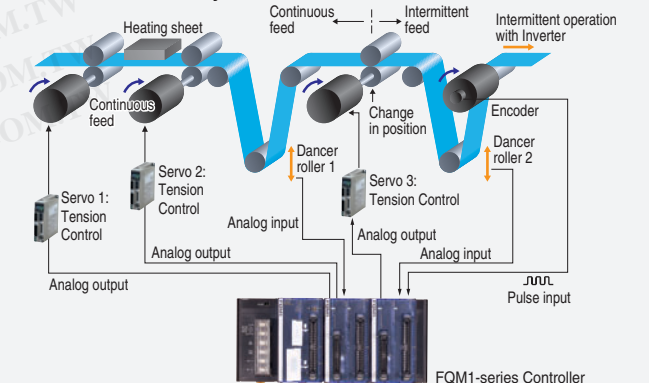 Continuous
feed
Intermittent
feed
Intermittent operation
with Inverter
Heating sheet
Continuous
feed
Change
in position
Encoder
Dancer
roller 1
Dancer
roller 2
Servo 1:
Tension
Control
Servo 2:
Tension
Control
Servo 3:
Tension Control
Analog input
Analog output
Analog output
Analog input
Analog output
Pulse input
FQM1-series Controller